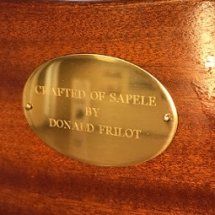 CRAFTED OF SAPELE
BY
DONALD FRILOT